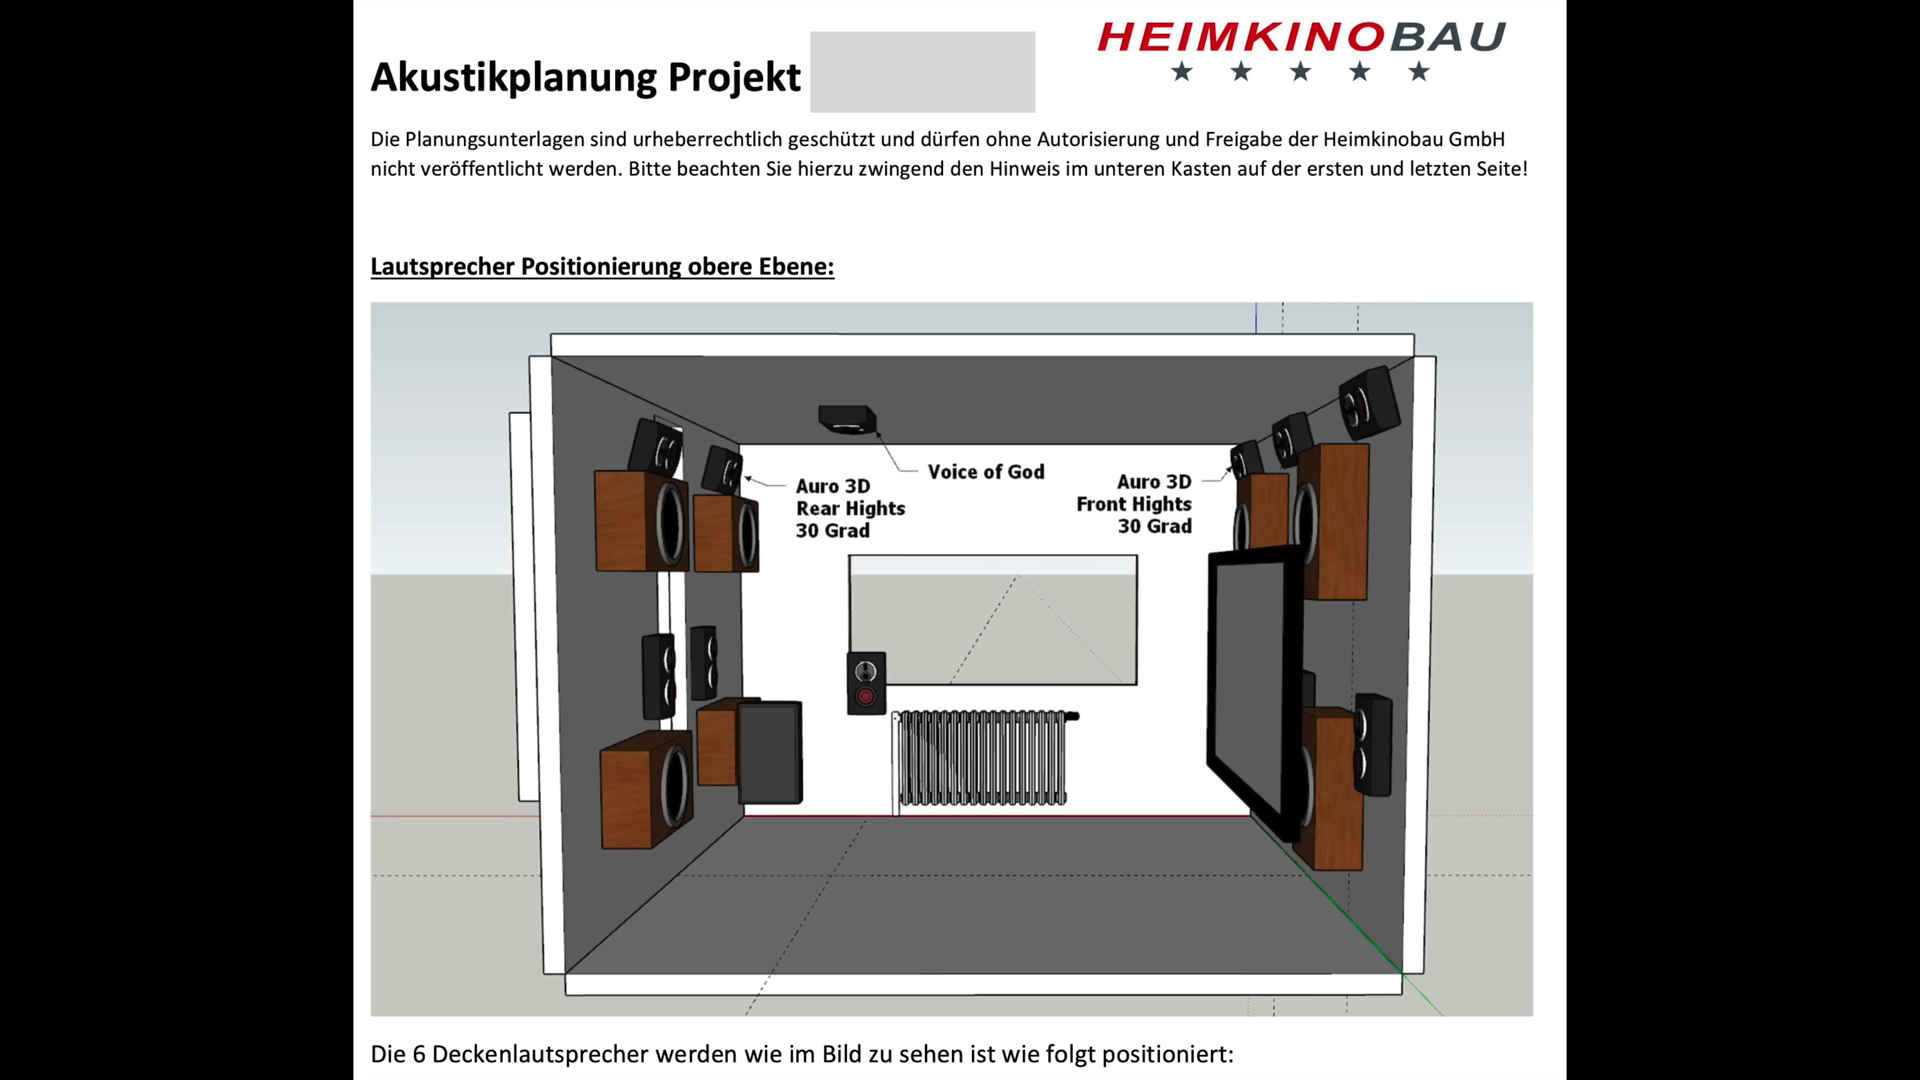 HEIMKINOBAU
Akustikplanung Projekt
Die Planungsunterlagen sind urheberrechtlich geschützt und dürfen ohne Autorisierung und Freigabe der Heimkinobau GmbH
nicht veröffentlicht werden. Bitte beachten Sie hierzu zwingend den Hinweis im unteren Kasten auf der ersten und letzten Seite!
Lautsprecher Positionierung obere Ebene:
Voice of God
Auro 3D
Rear Hights
30 Grad
Auro 3D
Front Hights
30 Grad
Die 6 Deckenlautsprecher werden wie im Bild zu sehen ist wie folgt positioniert: